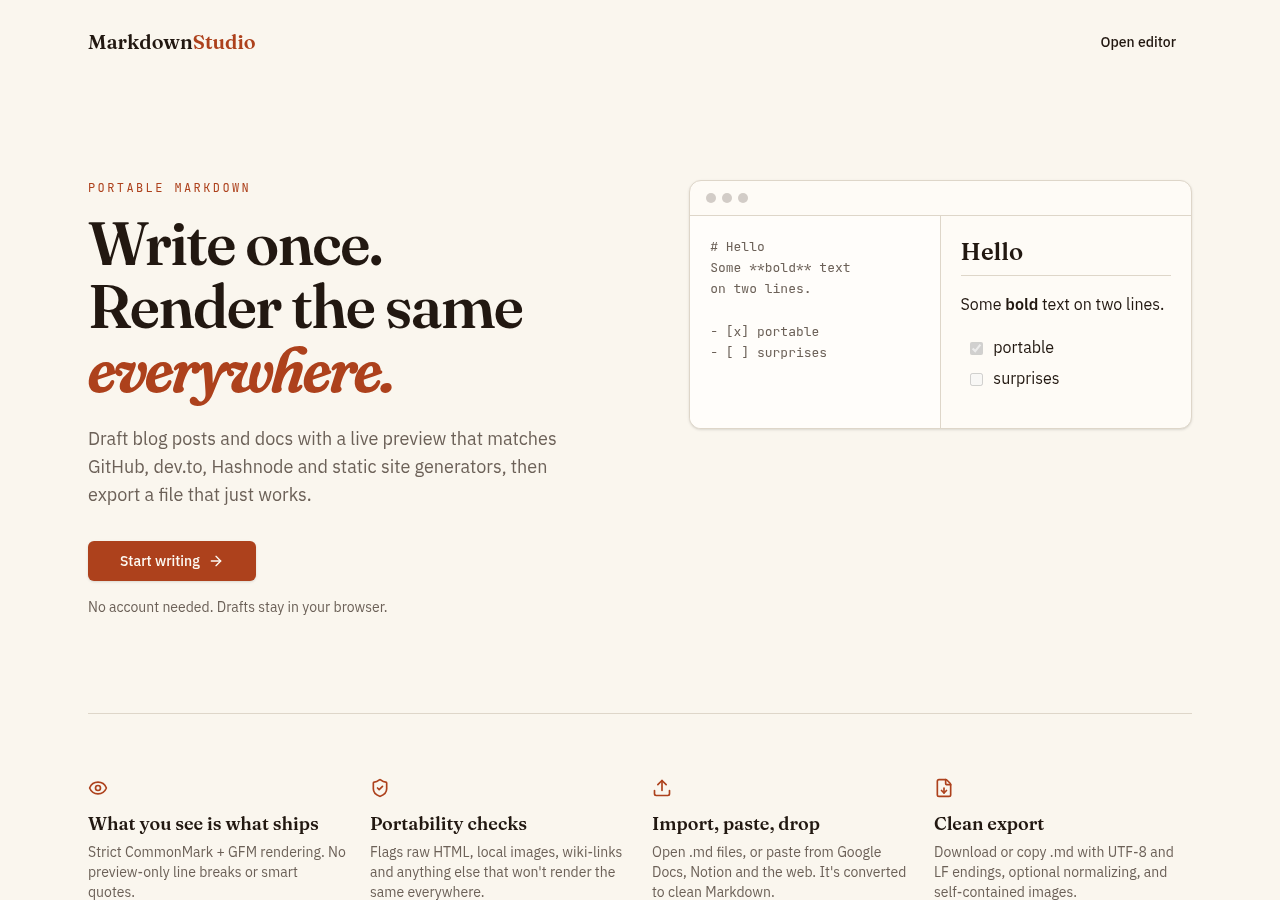 MarkdownStudio
Open editor
PORTABLE MARKDOWN
Write once.
Render the same
everywhere.
Draft blog posts and docs with a live preview that matches
GitHub, dev.to, Hashnode and static site generators, then
export a file that just works.
Start writing →
No account needed. Drafts stay in your browser.
# Hello
Some **bold** text
on two lines.
- [x] portable
- [ ] surprises
Hello
Some bold text on two lines.
portable
surprises
What you see is what ships
Strict CommonMark + GFM rendering. No
preview-only line breaks or smart
quotes.
Portability checks
Flags raw HTML, local images, wiki-links
and anything else that won't render the
same everywhere.
Import, paste, drop
Open .md files, or paste from Google
Docs, Notion and the web. It's converted
to clean Markdown.
Clean export
Download or copy .md with UTF-8 and
LF endings, optional normalizing, and
self-contained images.